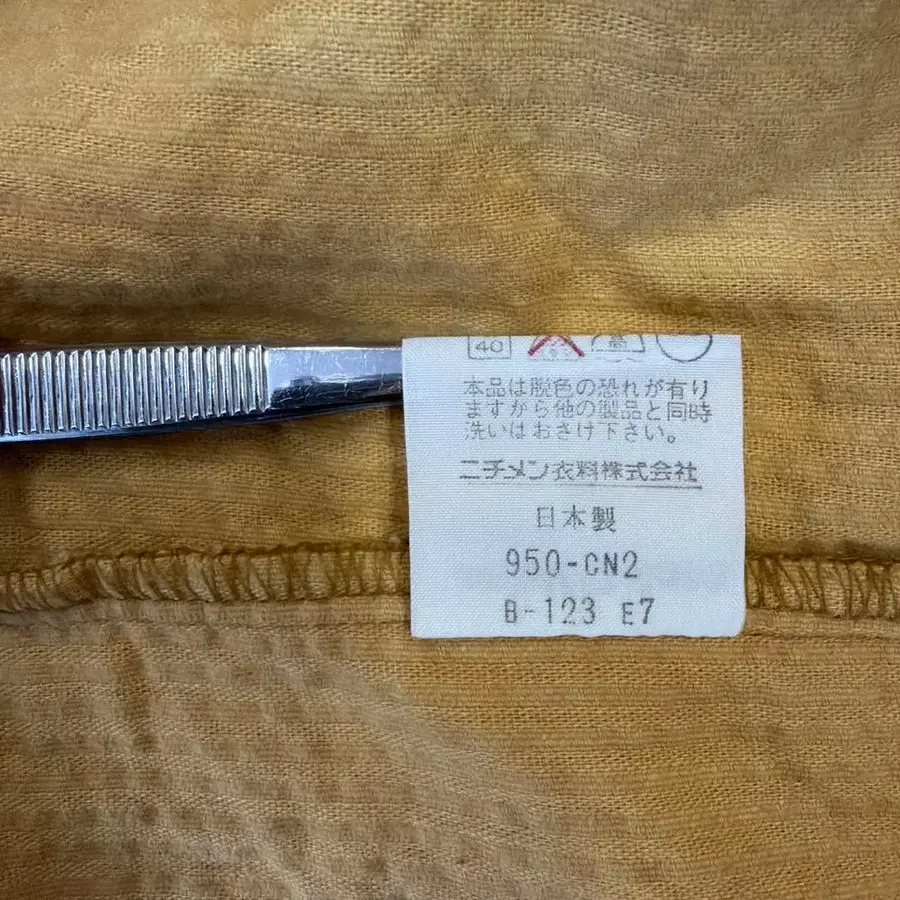 40
本品は脱色の恐れが有り
ますから他の製品と同時
洗いはおさけ下さい。
ニチメン衣料株式会社
日本製
950-CN2
B-123 E7